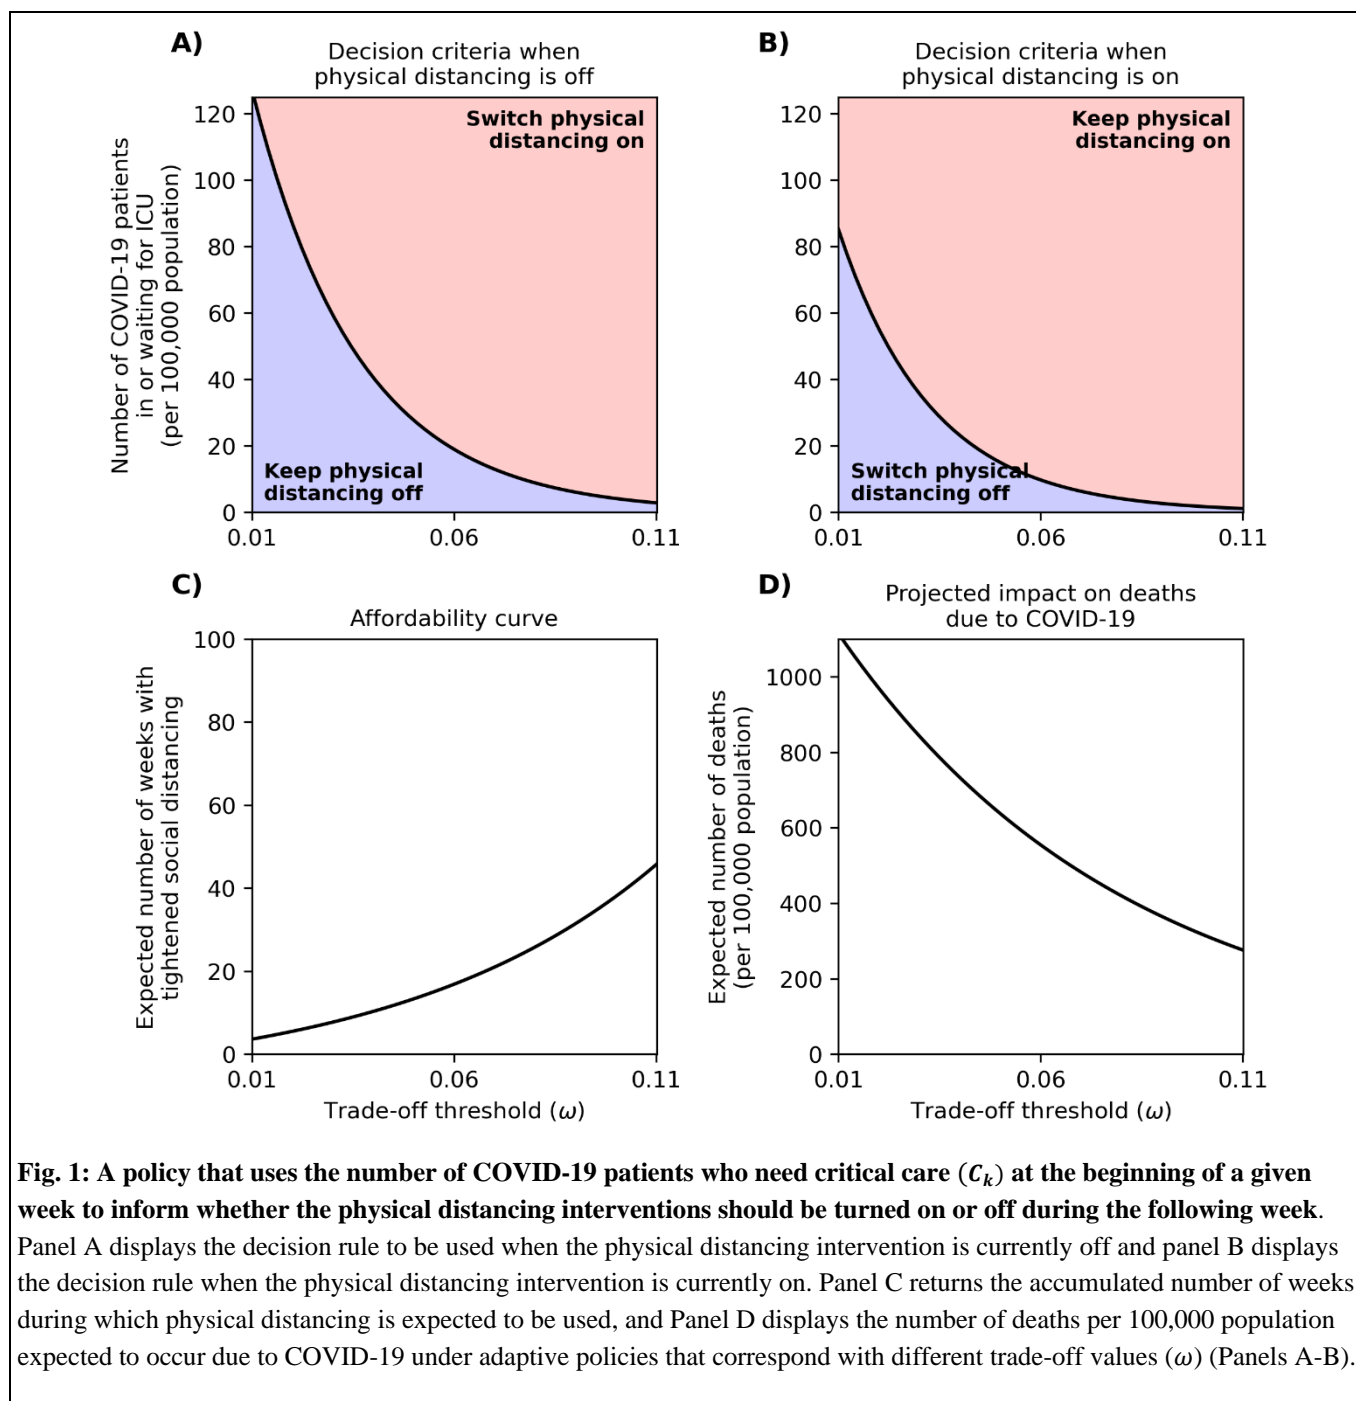 A)
Decision criteria when
physical distancing is off
Number of COVID-19 patients
in or waiting for ICU
(per 100,000 population)
120
100
80
60
40
20
0
Switch physical
distancing on
Keep physical
distancing off
0.01
0.06
0.11
B)
Decision criteria when
physical distancing is on
120
100
80
60
40
20
0
Keep physical
distancing on
Switch physical
distancing off
0.01
0.06
0.11
C)
Affordability curve
Expected number of weeks with
tightened social distancing
100
80
60
40
20
0
0.01
0.06
0.11
Trade-off threshold (ω)
D)
Projected impact on deaths
due to COVID-19
Expected number of deaths
(per 100,000 population)
1000
800
600
400
200
0
0.01
0.06
0.11
Trade-off threshold (ω)
Fig. 1: A policy that uses the number of COVID-19 patients who need critical care (Cₖ) at the beginning of a given
week to inform whether the physical distancing interventions should be turned on or off during the following week.
Panel A displays the decision rule to be used when the physical distancing intervention is currently off and panel B displays
the decision rule when the physical distancing intervention is currently on. Panel C returns the accumulated number of weeks
during which physical distancing is expected to be used, and Panel D displays the number of deaths per 100,000 population
expected to occur due to COVID-19 under adaptive policies that correspond with different trade-off values (ω) (Panels A-B).